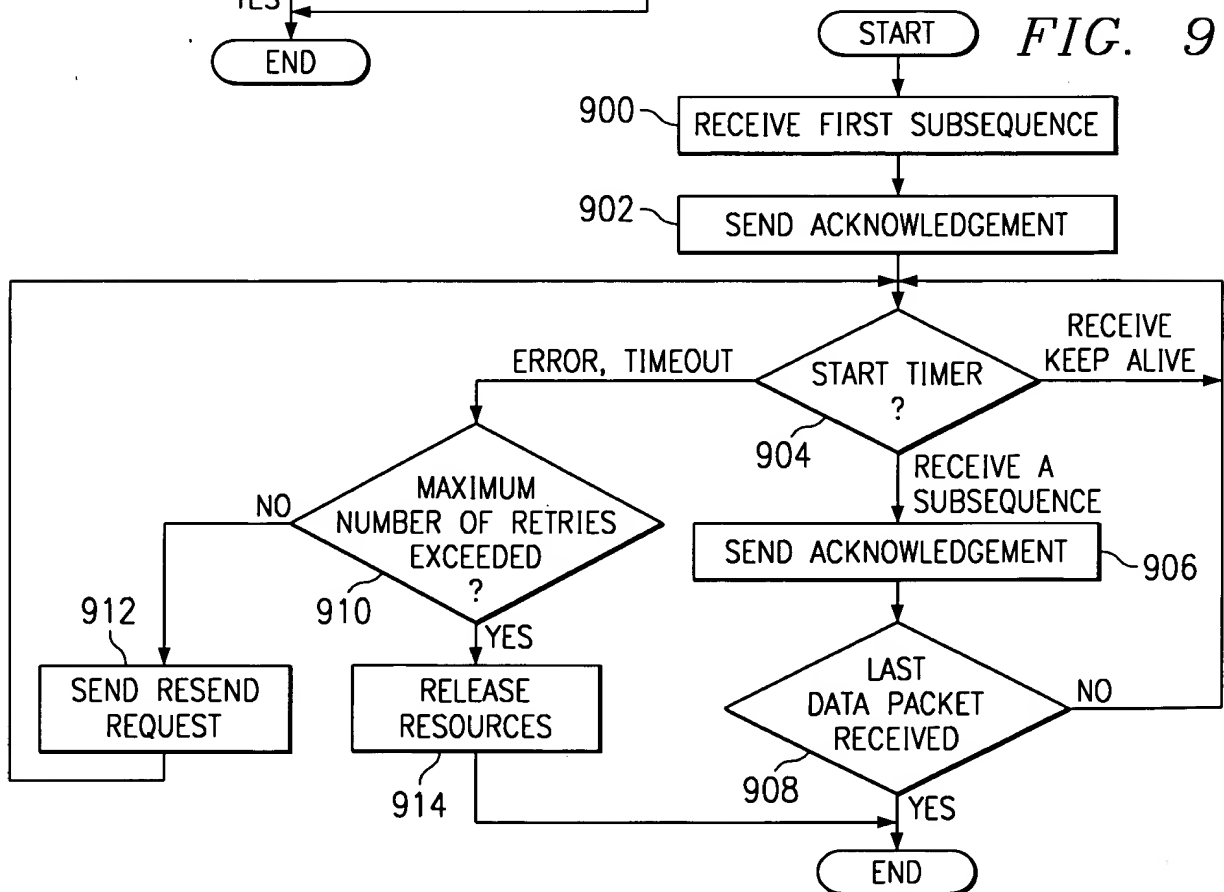 YES
END
START
FIG. 9
900
RECEIVE FIRST SUBSEQUENCE
902
SEND ACKNOWLEDGEMENT
RECEIVE
KEEP ALIVE
ERROR, TIMEOUT
START TIMER
?
904
RECEIVE A
SUBSEQUENCE
NO
MAXIMUM
NUMBER OF RETRIES
EXCEEDED
?
910
SEND ACKNOWLEDGEMENT
906
912
YES
SEND RESEND
REQUEST
RELEASE
RESOURCES
914
LAST
DATA PACKET
RECEIVED
NO
908
YES
END